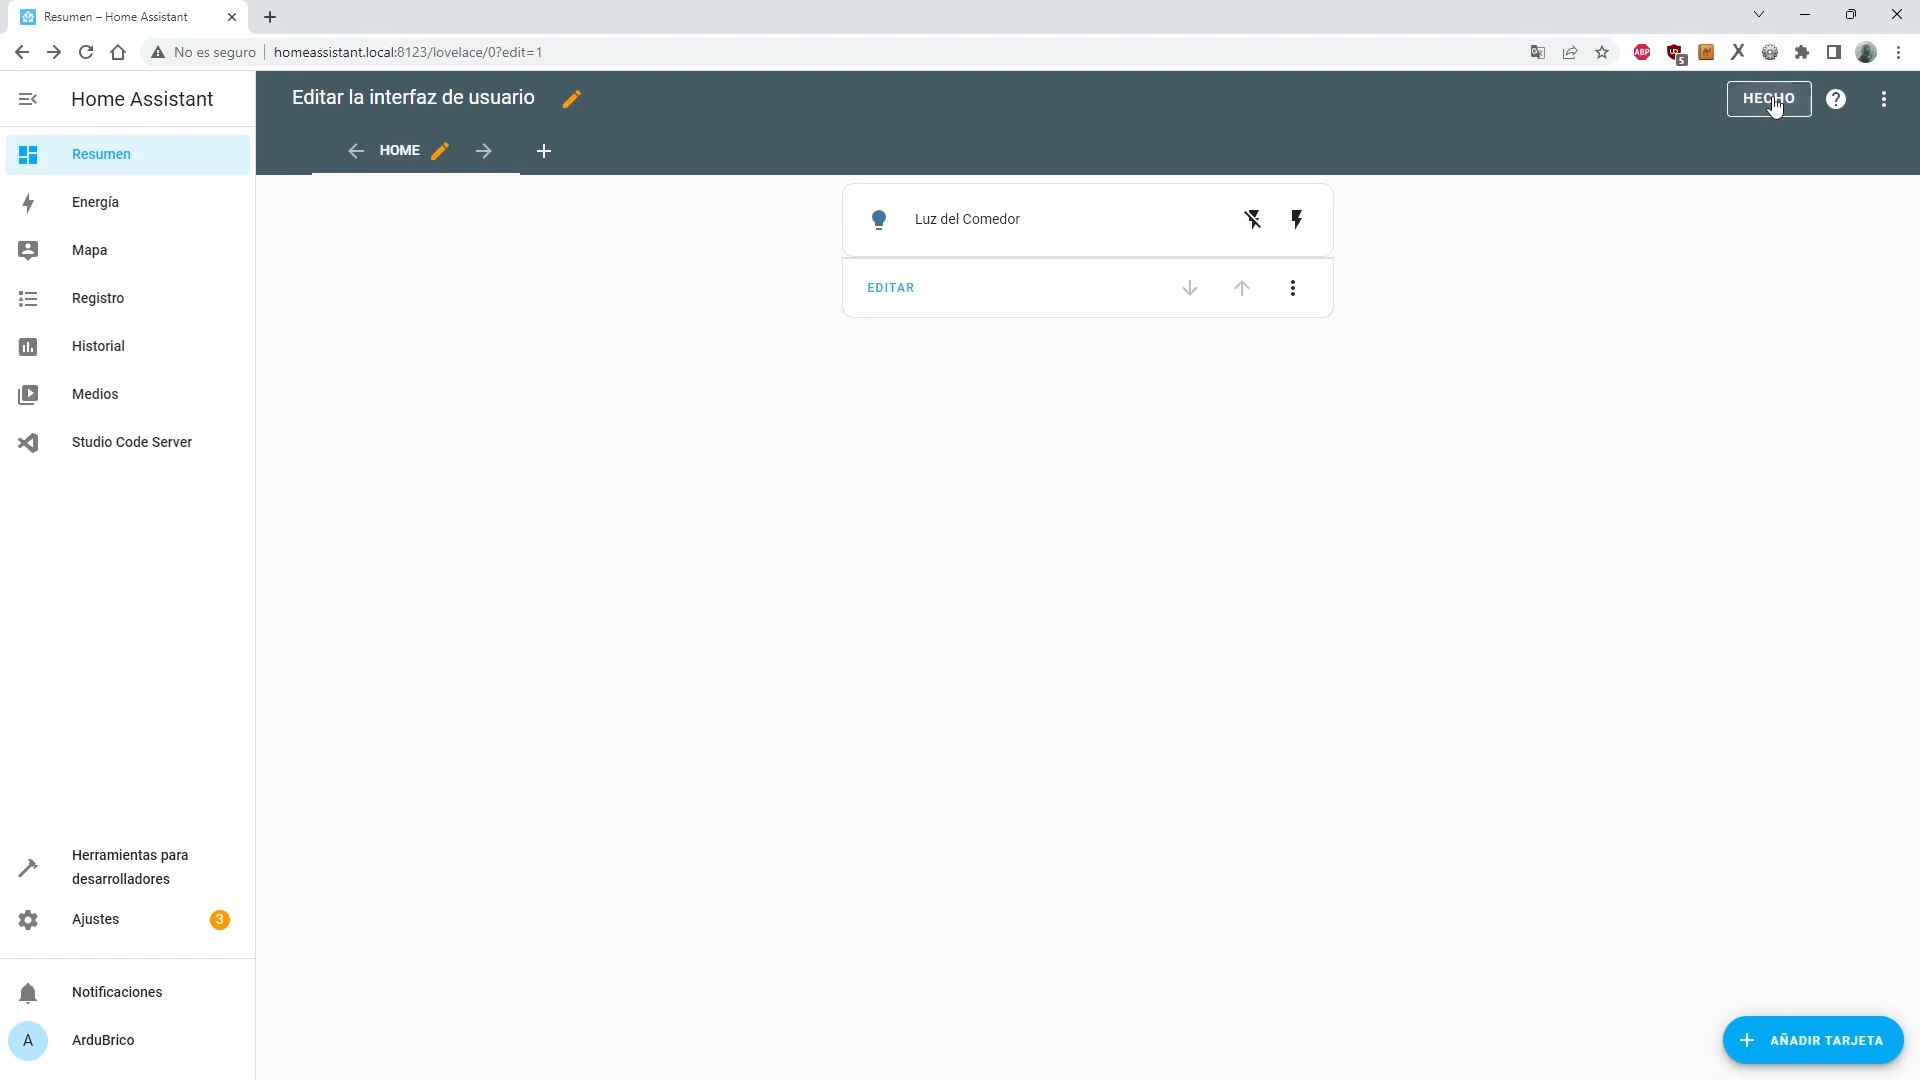 Resumen – Home Assistant
No es seguro
homeassistant.local:8123/lovelace/0?edit=1
ABP
5
Home Assistant
Editar la interfaz de usuario
HECHO
HOME
Resumen
Energía
Mapa
Registro
Historial
Medios
Studio Code Server
Luz del Comedor
EDITAR
Herramientas para
desarrolladores
Ajustes
3
Notificaciones
A
ArduBrico
AÑADIR TARJETA